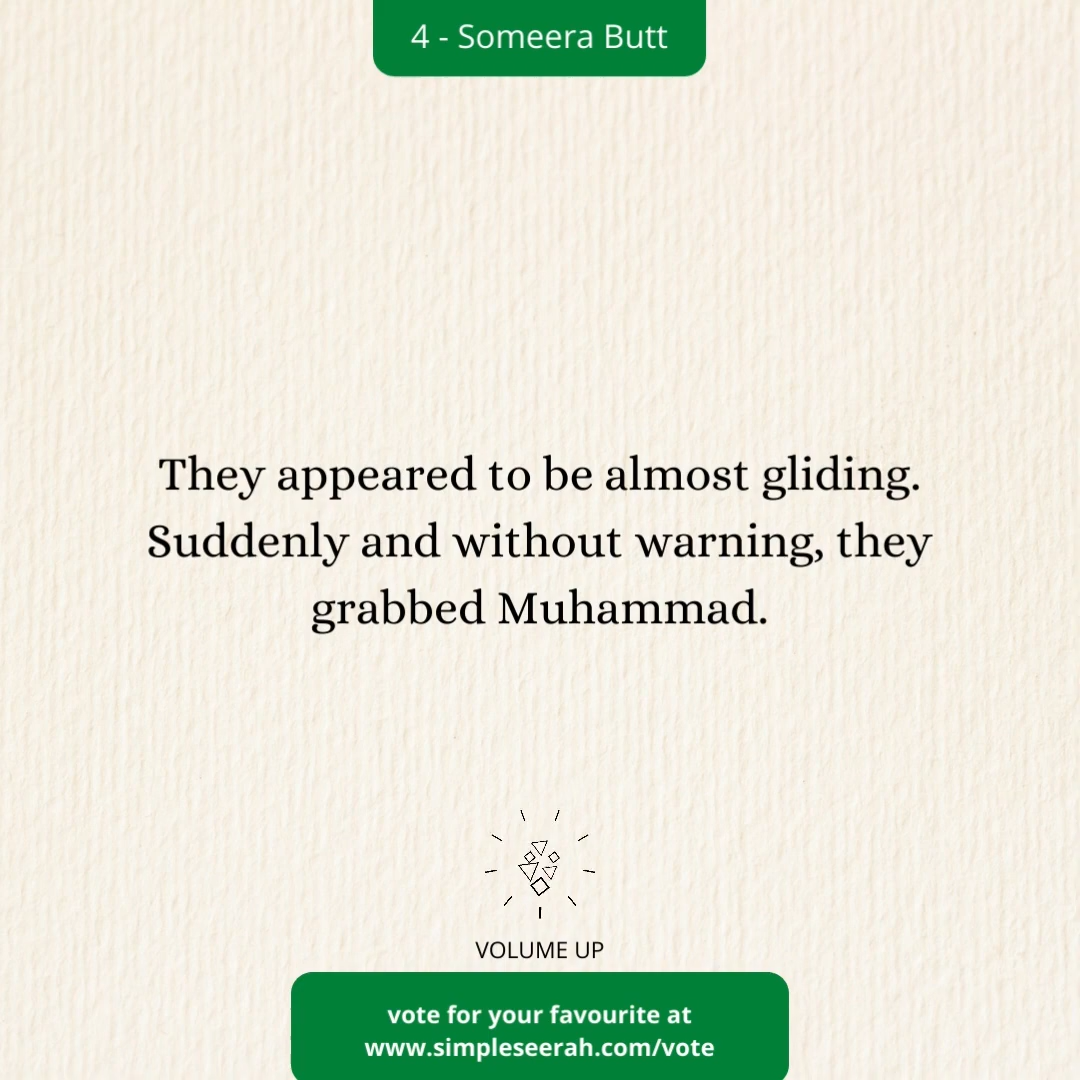 4 - Someera Butt
They appeared to be almost gliding.
Suddenly and without warning, they
grabbed Muhammad.
VOLUME UP
vote for your favourite at
www.simpleseerah.com/vote